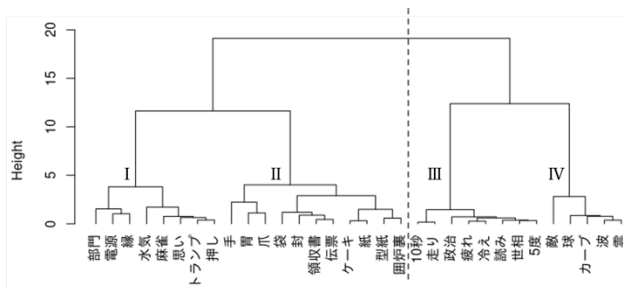 20
15
10
5
0
Height
I
II
III
IV
部門
電源
縁
水気
麻雀
思い
トランプ
押し
手
胃
爪
袋
封
領収書
伝票
ケーキ
紙
型紙
囲炉裏
10秒
走り
政治
疲れ
冷え
読み
世相
5度
敵
球
カーブ
波
雲